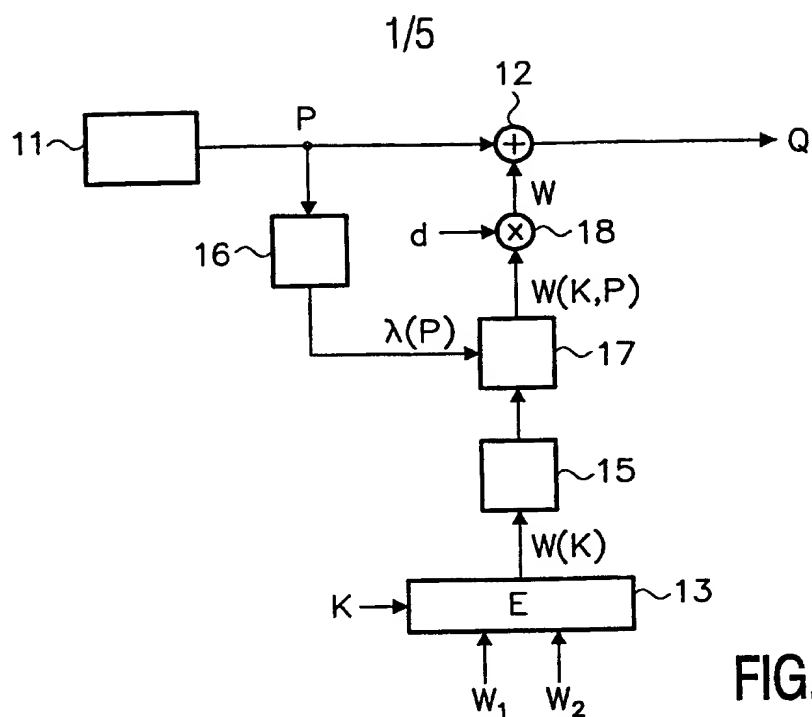 1/5
12
11
P
Q
W
16
d
18
W(K,P)
λ(P)
17
15
W(K)
K
E
13
W₁
W₂
FIG.